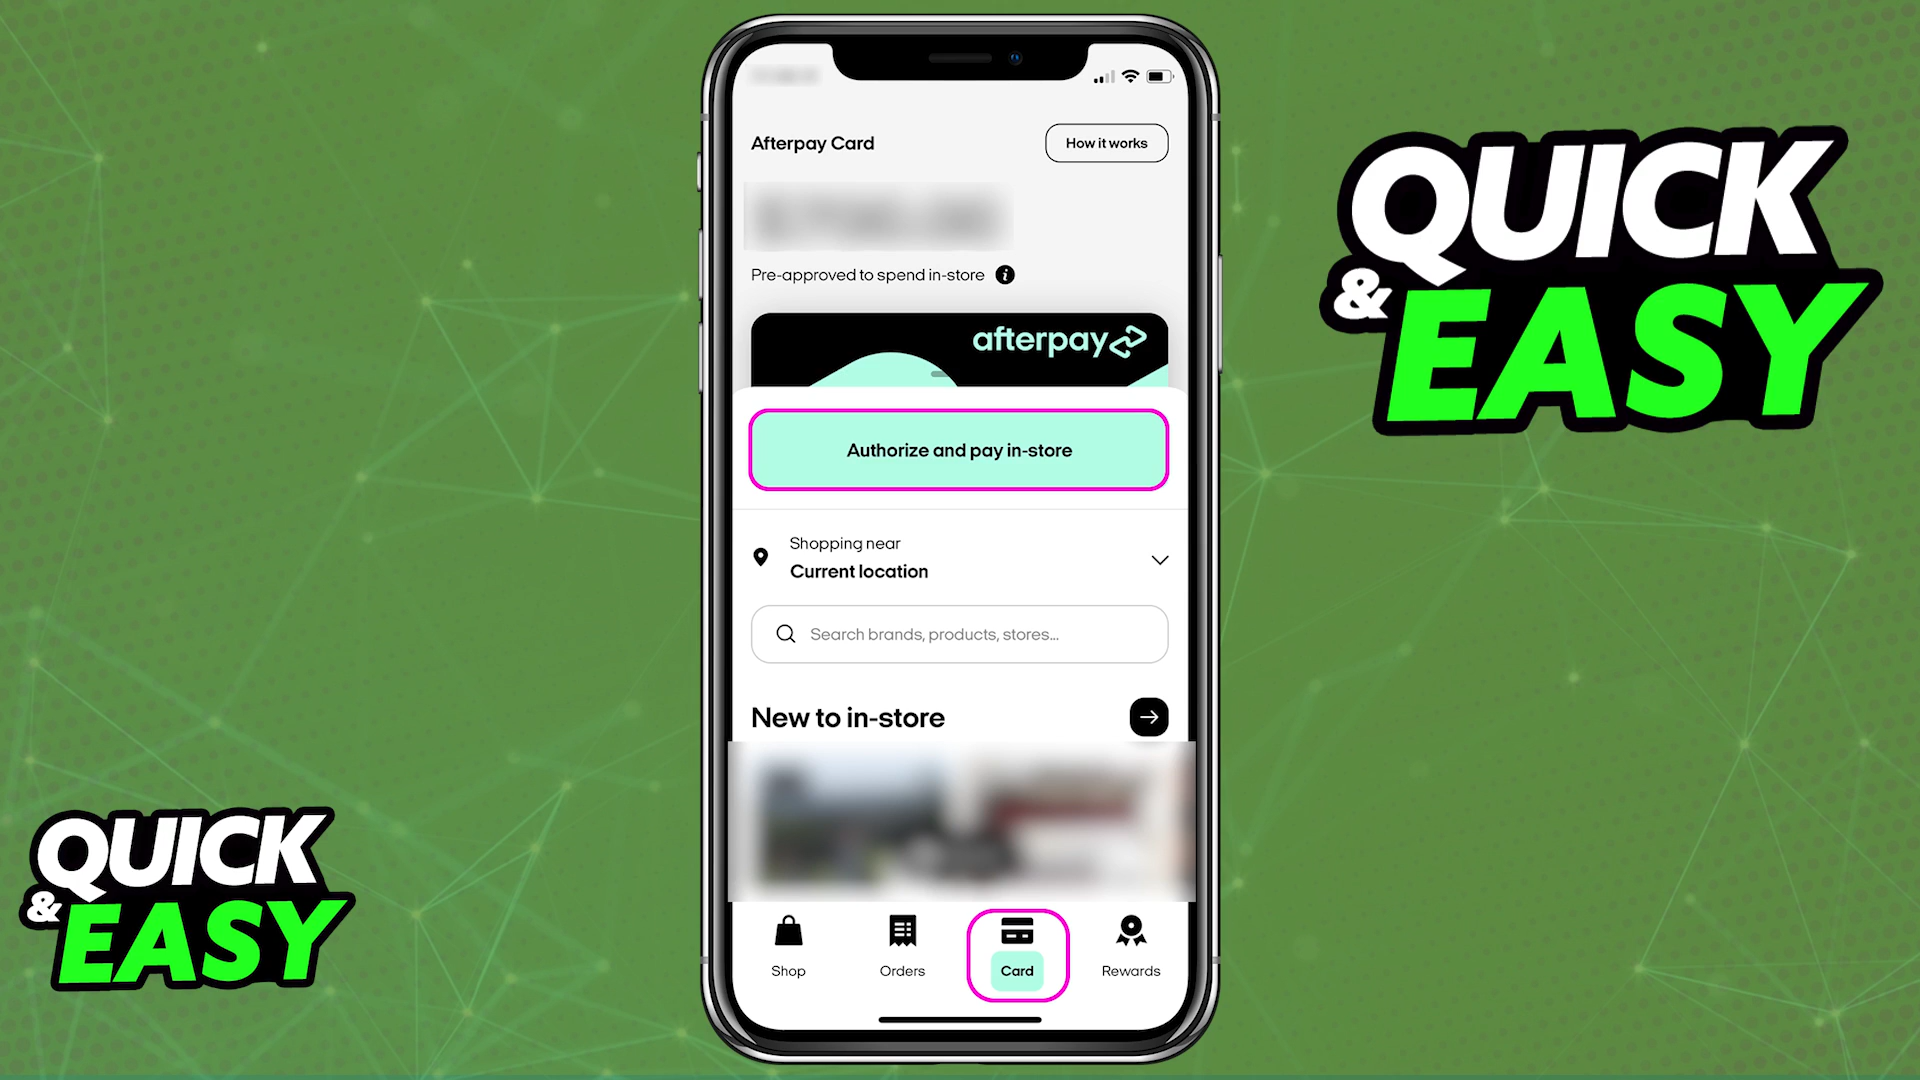 Afterpay Card
How it works
Pre-approved to spend in-store
afterpay
Authorize and pay in-store
Shopping near
Current location
Search brands, products, stores...
New to in-store
Shop
Orders
Card
Rewards
QUICK
& EASY
QUICK
& EASY